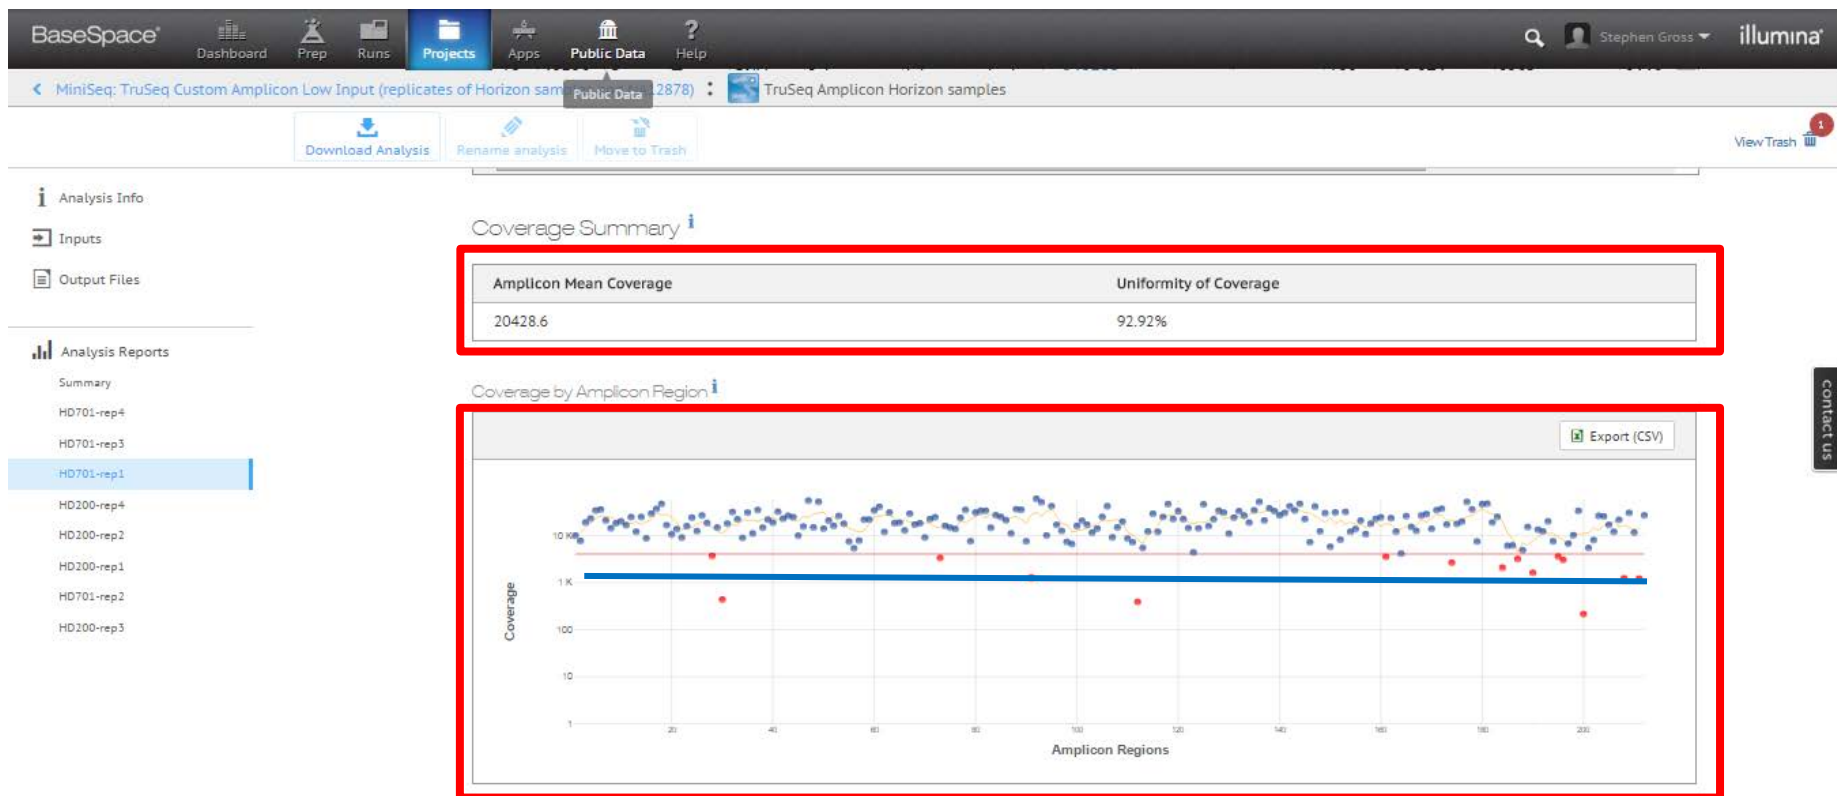 BaseSpace®
Dashboard
Prep
Runs
Projects
Apps
Public Data
Help
Stephen Gross
illumina®
MiniSeq: TruSeq Custom Amplicon Low Input (replicates of Horizon sam 2878) : TruSeq Amplicon Horizon samples
Public Data
Download Analysis
Rename analysis
Move to Trash
View Trash
1
Analysis Info
Inputs
Output Files
Analysis Reports
Summary
HD701-rep4
HD701-rep3
HD701-rep1
HD200-rep4
HD200-rep2
HD200-rep1
HD701-rep2
HD200-rep3
Coverage Summary i
Amplicon Mean Coverage Uniformity of Coverage
20428.6 92.92%
Coverage by Amplicon Region i
Export (CSV)
Coverage
10 K
1 K
100
10
1
20 40 60 80 100 120 140 160 180 200
Amplicon Regions
contact us